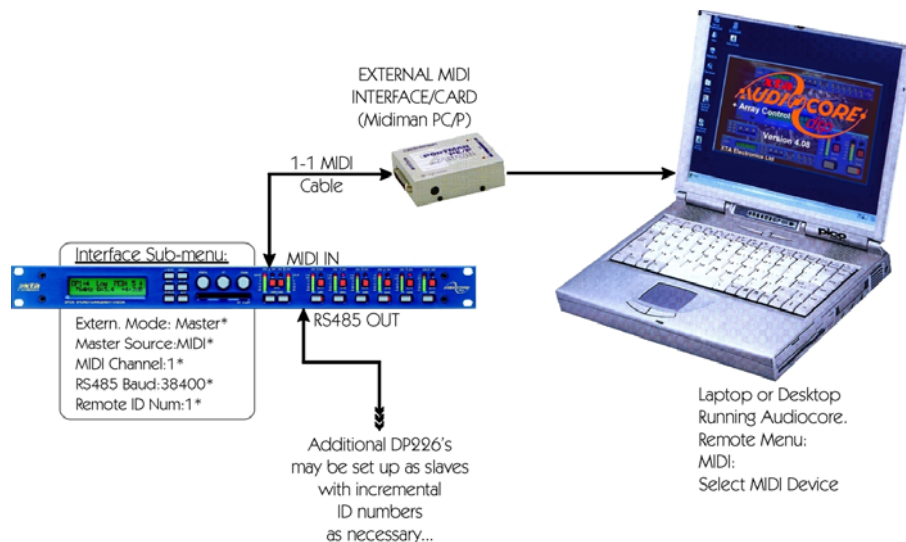 EXTERNAL MIDI
INTERFACE/CARD
(Midiman PC/P)
1-1 MIDI
Cable
Interface Sub-menu:
MIDI IN
xta
Extern. Mode: Master*
Master Source:MIDI*
MIDI Channel:1*
RS485 Baud:38400*
Remote ID Num:1*
RS485 OUT
Additional DP226's
may be set up as slaves
with incremental
ID numbers
as necessary...
xta
AUDIOCORE
Array Control
Version 4.08
XTA Electronics Ltd
Laptop or Desktop
Running Audiocore.
Remote Menu:
MIDI:
Select MIDI Device